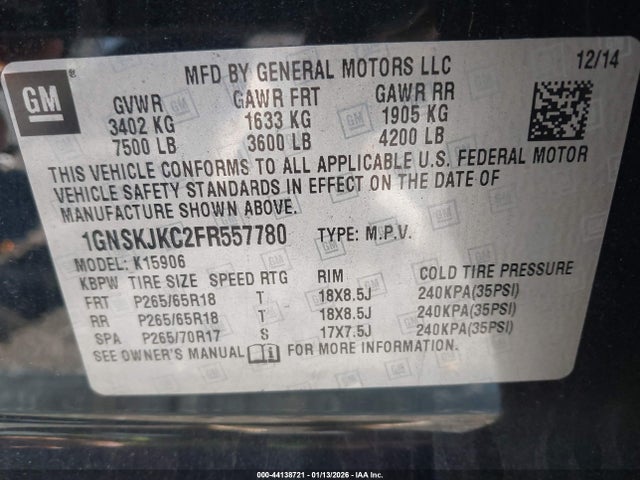 GM
®
MFD BY GENERAL MOTORS LLC
12/14
GVWR GAWR FRT GAWR RR
3402 KG 1633 KG 1905 KG
7500 LB 3600 LB 4200 LB
THIS VEHICLE CONFORMS TO ALL APPLICABLE U.S. FEDERAL MOTOR
VEHICLE SAFETY STANDARDS IN EFFECT ON THE DATE OF
MANUFACTURE SHOWN ABOVE.
1GNSKJKC2FR557780 TYPE: M.P.V.
MODEL: K15906
KBPW TIRE SIZE SPEED RTG RIM COLD TIRE PRESSURE
FRT P265/65R18 T 18X8.5J 240KPA(35PSI)
RR P265/65R18 T 18X8.5J 240KPA(35PSI)
SPA P265/70R17 S 17X7.5J 240KPA(35PSI)
SEE OWNER'S MANUAL FOR MORE INFORMATION.
000-44138721 - 01/13/2026 - IAA Inc.